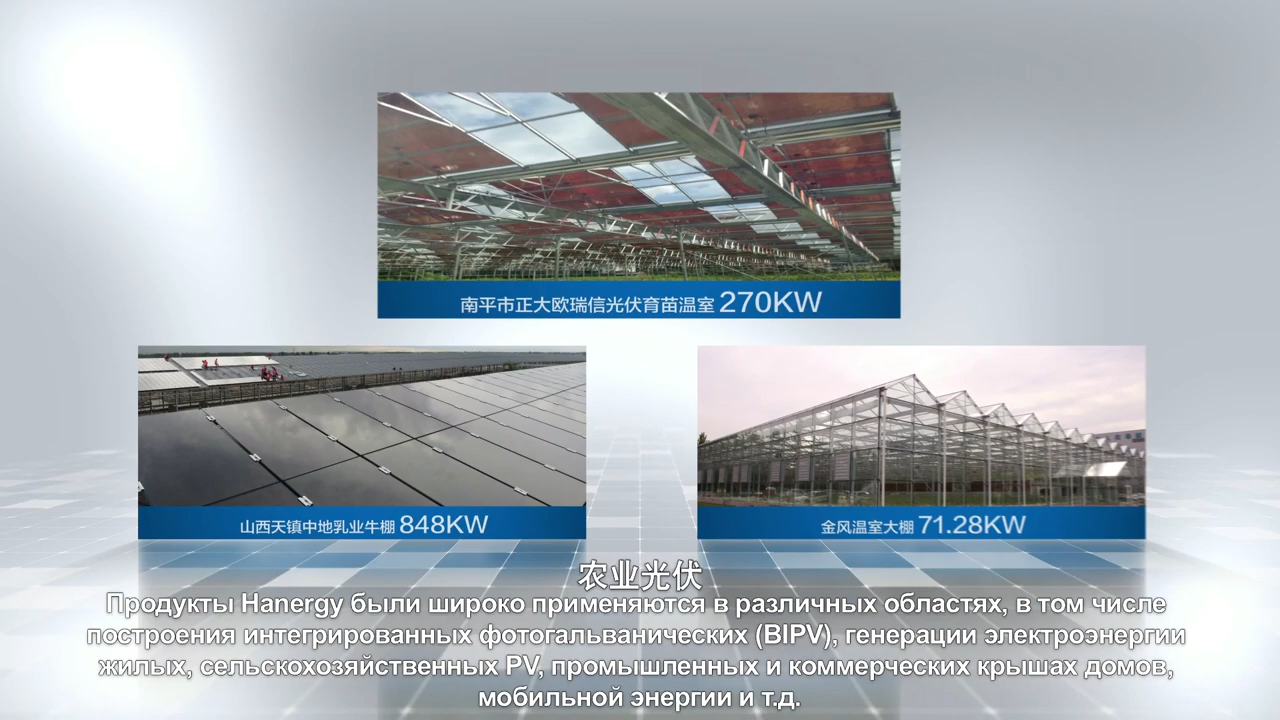 南平市正大欧瑞信光伏育苗温室 270KW
山西天镇中地乳业牛棚 848KW
金风温室大棚 71.28KW
农业光伏
Продукты Hanergy были широко применяются в различных областях, в том числе
построения интегрированных фотогальванических (BIPV), генерации электроэнергии
жилых, сельскохозяйственных PV, промышленных и коммерческих крышах домов,
мобильной энергии и т.д.